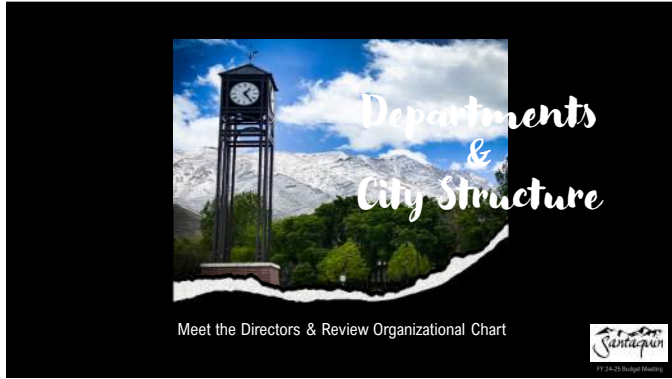 Departments
&
City Structure
Meet the Directors & Review Organizational Chart
Santaquin
FY 24-25 Budget Meeting